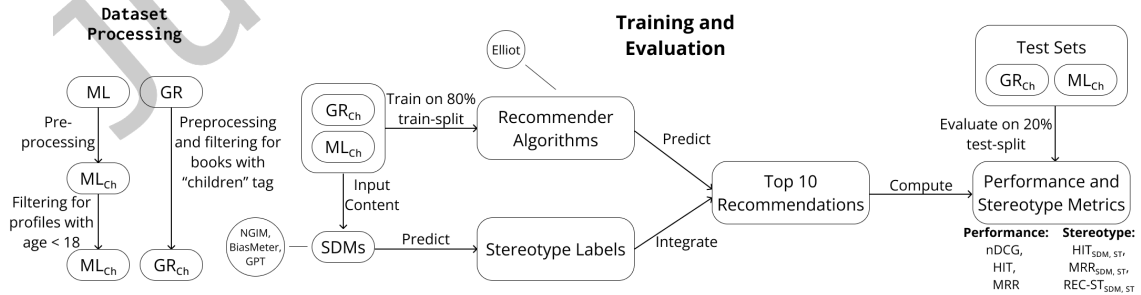 Dataset
Processing
ML
GR
Pre-
processing
Preprocessing
and filtering for
books with
"children" tag
ML_Ch
Filtering for
profiles with
age < 18
ML_Ch
GR_Ch
Training and
Evaluation
Elliot
GR_Ch
ML_Ch
Train on 80%
train-split
Recommender
Algorithms
Input
Content
NGIM,
BiasMeter,
GPT
SDMs
Predict
Stereotype Labels
Predict
Integrate
Top 10
Recommendations
Compute
Test Sets
GR_Ch
ML_Ch
Evaluate on 20%
test-split
Performance and
Stereotype Metrics
Performance: Stereotype:
nDCG, HIT_SDM, ST,
HIT, MRR_SDM, ST,
MRR REC-ST_SDM, ST